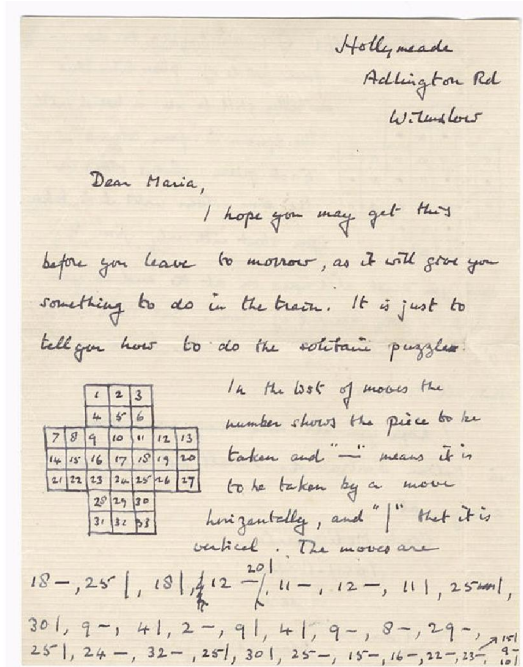 Hollymeade
Adlington Rd
Wilmslow
Dear Maria,
I hope you may get this
before you leave to morrow, as it will give you
something to do in the train. It is just to
tell you how to do the solitaire puzzle.
In the list of moves the
number shows the piece to be
taken and "—" means it is
to be taken by a move
horizontally, and "|" that it is
vertical. The moves are
1 2 3
4 5 6
7 8 9 10 11 12 13
14 15 16 17 18 19 20
21 22 23 24 25 26 27
28 29 30
31 32 33
20|
18 –, 25 |, 18|, 12 –, 11 –, 12 –, 11|, 25 |,
30|, 9 –, 4|, 2 –, 9|, 4|, 9 –, 8 –, 29 –,
25|, 24 –, 32 –, 25|, 30|, 25 –, 15 –, 16 –, 22 –, 23 –, 15|
9 –